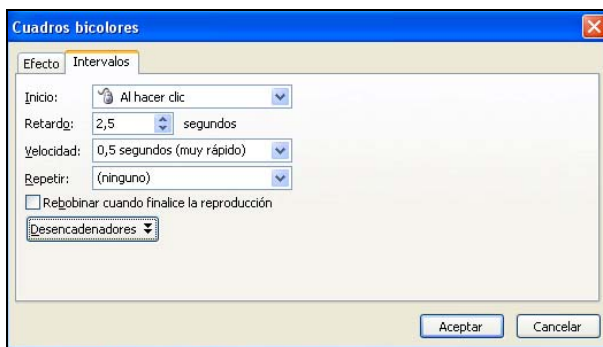 Cuadros bicolores
Efecto Intervalos
Inicio: Al hacer clic
Retardo: 2,5 segundos
Velocidad: 0,5 segundos (muy rápido)
Repetir: (ninguno)
Rebobinar cuando finalice la reproducción
Desencadenadores
Aceptar Cancelar